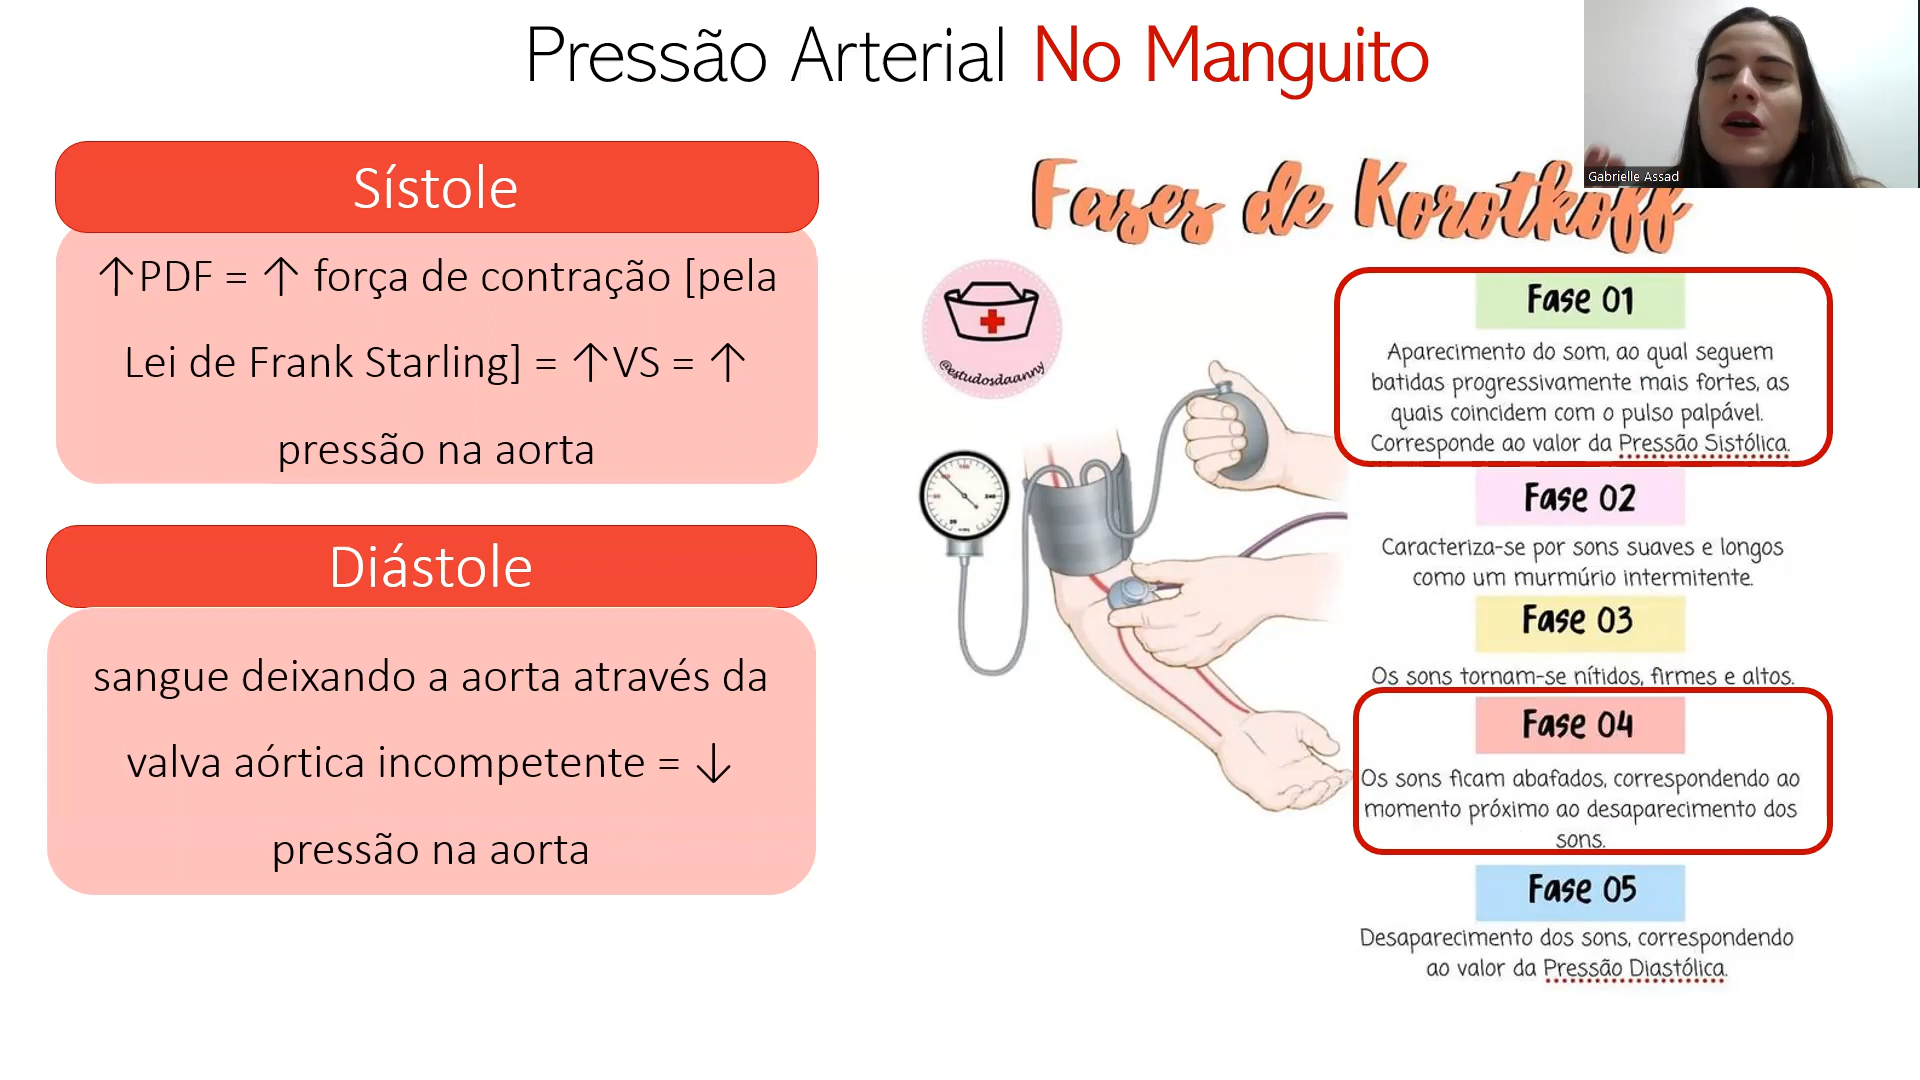 Pressão Arterial No Manguito
Gabrielle Assad
Sístole
↑PDF = ↑ força de contração [pela
Lei de Frank Starling] = ↑VS = ↑
pressão na aorta
Diástole
sangue deixando a aorta através da
valva aórtica incompetente = ↓
pressão na aorta
Fases de Korotkoff
@estudosdaanny
Fase 01
Aparecimento do som, ao qual seguem
batidas progressivamente mais fortes, as
quais coincidem com o pulso palpável.
Corresponde ao valor da Pressão Sistólica.
Fase 02
Caracteriza-se por sons suaves e longos
como um murmúrio intermitente.
Fase 03
Os sons tornam-se nítidos, firmes e altos.
Fase 04
Os sons ficam abafados, correspondendo ao
momento próximo ao desaparecimento dos
sons.
Fase 05
Desaparecimento dos sons, correspondendo
ao valor da Pressão Diastólica.